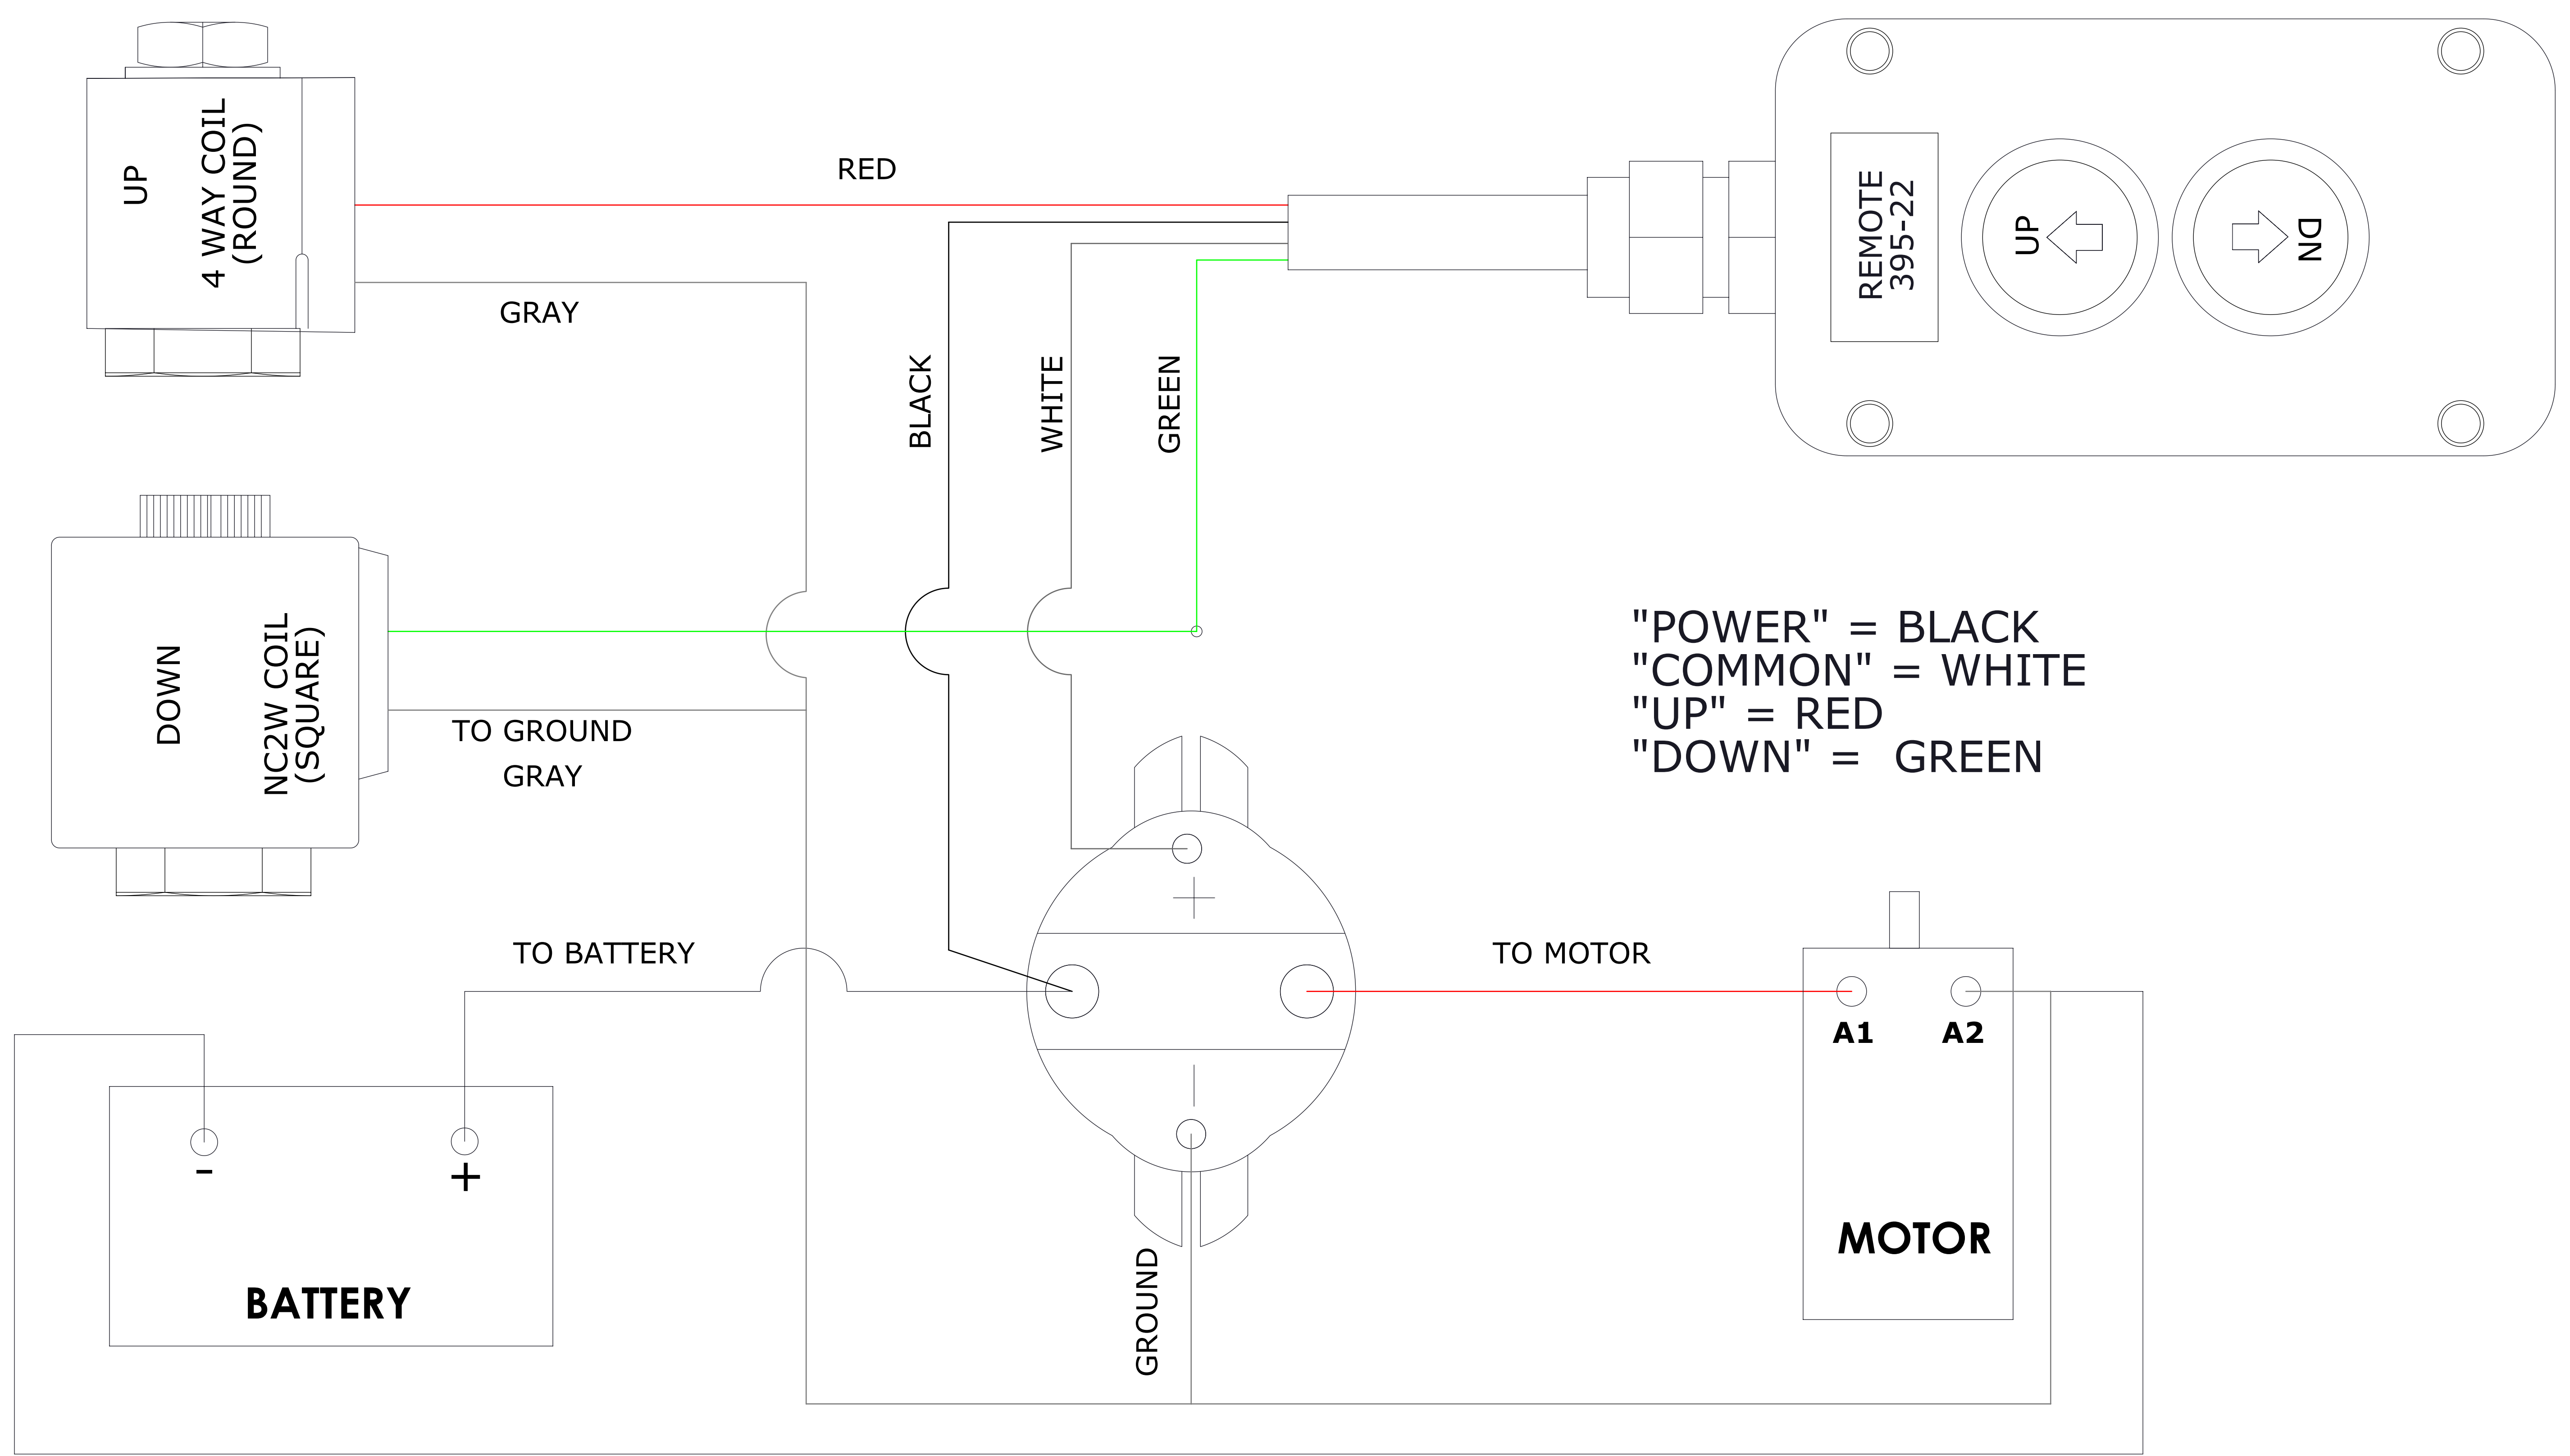 UP
4 WAY COIL
(ROUND)
RED
GRAY
REMOTE
395-22
UP
DN
BLACK
WHITE
GREEN
DOWN
NC2W COIL
(SQUARE)
TO GROUND
GRAY
"POWER" = BLACK
"COMMON" = WHITE
"UP" = RED
"DOWN" =  GREEN
TO BATTERY
TO MOTOR
A1
A2
-
+
MOTOR
BATTERY
GROUND